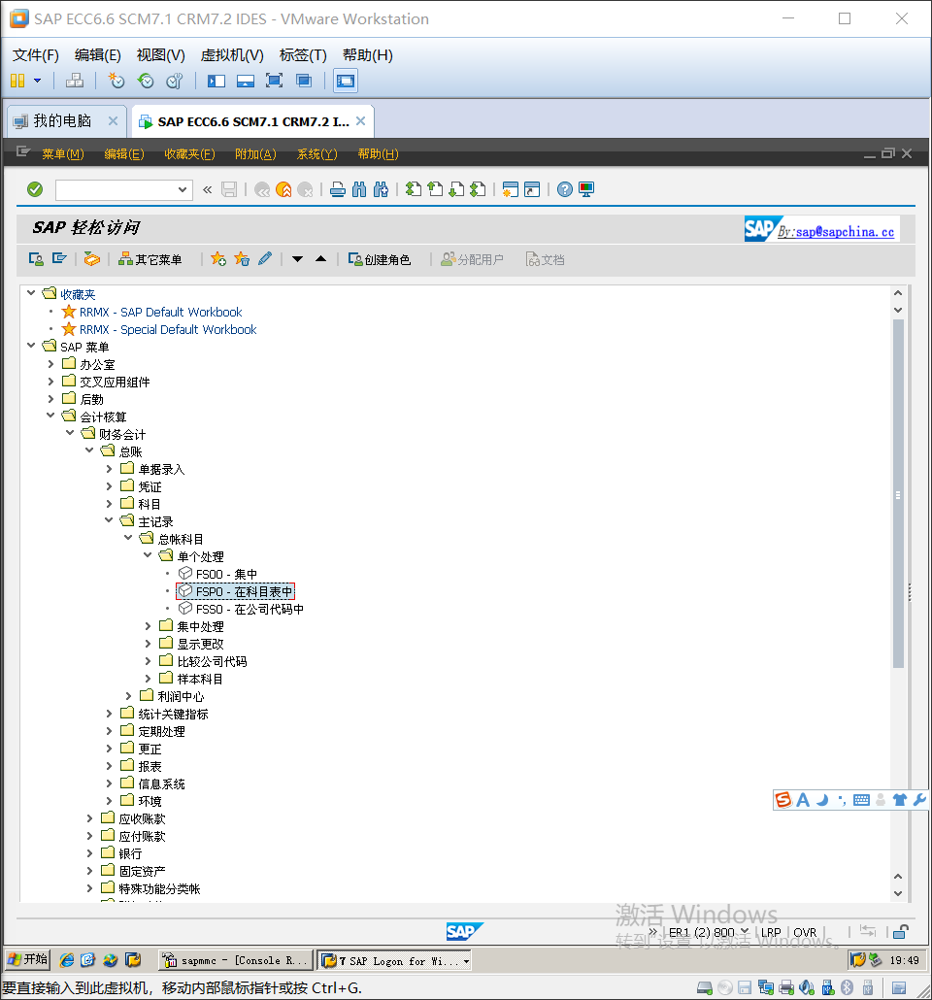 SAP ECC6.6 SCM7.1 CRM7.2 IDES - VMware Workstation
文件(F) 编辑(E) 视图(V) 虚拟机(V) 标签(T) 帮助(H)
我的电脑 SAP ECC6.6 SCM7.1 CRM7.2 I...
菜单(M) 编辑(E) 收藏夹(F) 附加(A) 系统(Y) 帮助(H)
SAP 轻松访问 SAP By:sap@sapchina.cc
其它菜单 创建角色 分配用户 文档
收藏夹
RRMX - SAP Default Workbook
RRMX - Special Default Workbook
SAP 菜单
办公室
交叉应用组件
后勤
会计核算
财务会计
总账
单据录入
凭证
科目
主记录
总帐科目
单个处理
FS00 - 集中
FSP0 - 在科目表中
FSS0 - 在公司代码中
集中处理
显示更改
比较公司代码
样本科目
利润中心
统计关键指标
定期处理
更正
报表
信息系统
环境
应收账款
应付账款
银行
固定资产
特殊功能分类帐
激活 Windows
SAP ER1 (2) 800 LRP OVR
转到"设置"以激活 Windows。
开始 sapmmc - [Console R... 7 SAP Logon for Wi... 19:49
要直接输入到此虚拟机，移动内部鼠标指针或按 Ctrl+G.